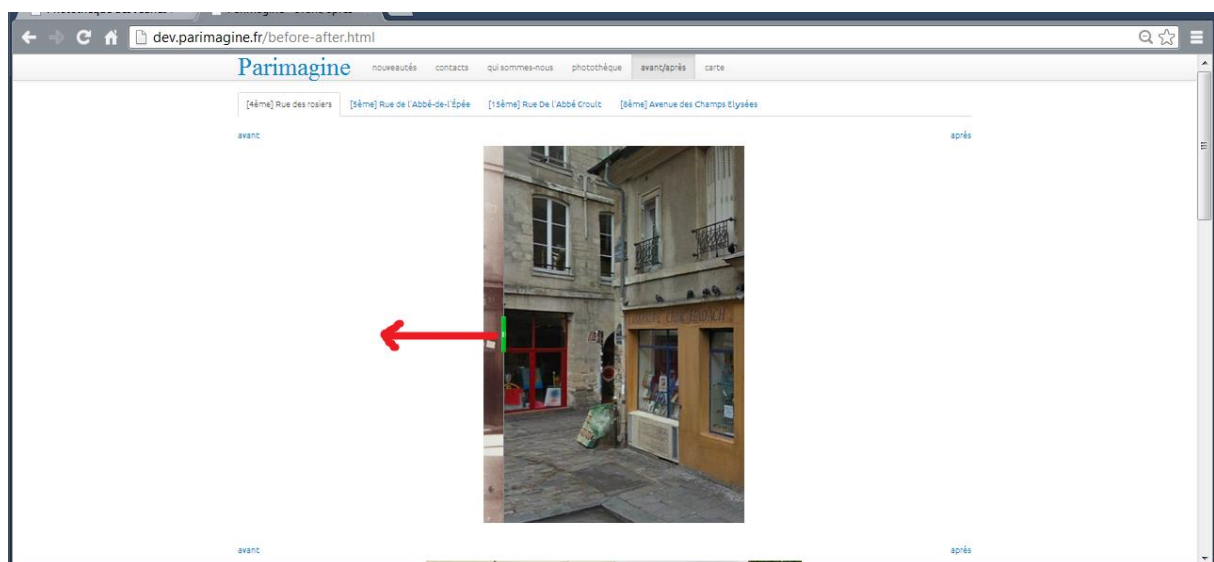 dev.parimagine.fr/before-after.html
Parimagine nouveautés contacts qui sommes-nous photothèque avant/après carte
[4ème] Rue des rosiers [5ème] Rue de l'Abbé-de-l'Épée [15ème] Rue De l'Abbé Groult [8ème] Avenue des Champs Elysées
avant après
avant après